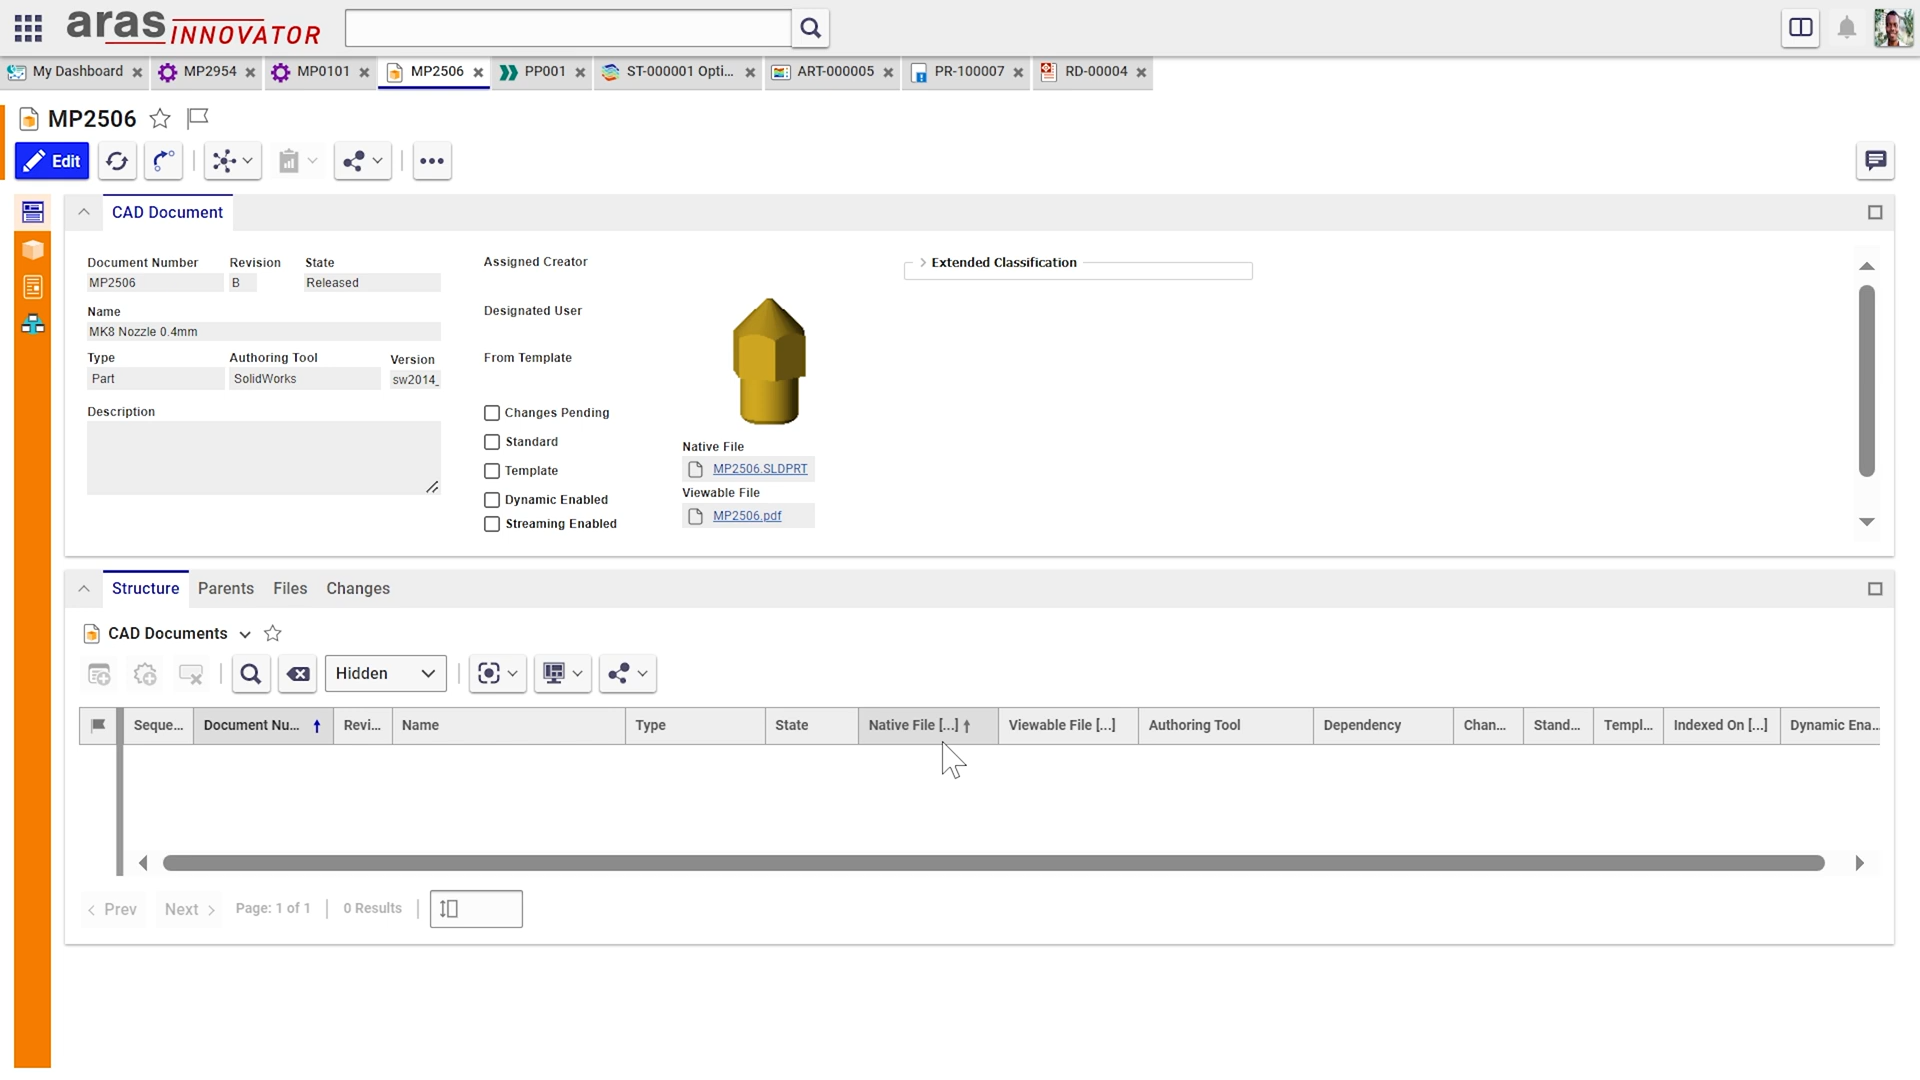 aras INNOVATOR
My Dashboard MP2954 MP0101 MP2506 PP001 ST-000001 Opti... ART-000005 PR-100007 RD-00004
MP2506
Edit
CAD Document
Document Number Revision State Assigned Creator Extended Classification
MP2506 B Released
Name Designated User
MK8 Nozzle 0.4mm
Type Authoring Tool Version From Template
Part SolidWorks sw2014_
Description Changes Pending
Standard Native File
Template MP2506.SLDPRT
Dynamic Enabled Viewable File
Streaming Enabled MP2506.pdf
Structure Parents Files Changes
CAD Documents
Hidden
Seque... Document Nu... Revi... Name Type State Native File [...] Viewable File [...] Authoring Tool Dependency Chan... Stand... Templ... Indexed On [...] Dynamic Ena...
Prev Next Page: 1 of 1 0 Results